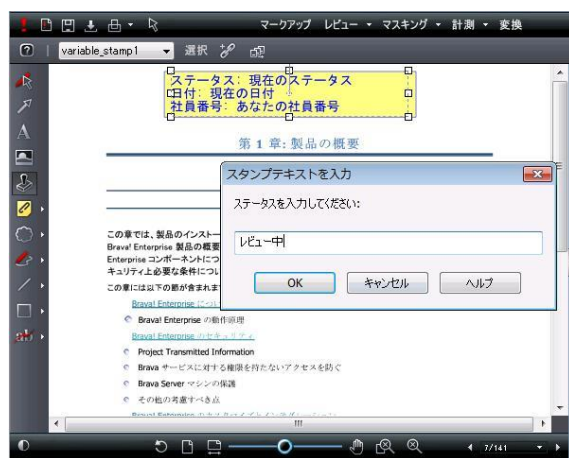 マークアップ レビュー マスキング 計測 変換
variable_stamp1 選択
ステータス: 現在のステータス
日付: 現在の日付
社員番号: あなたの社員番号
第 1 章: 製品の概要
スタンプテキストを入力
ステータスを入力してください:
レビュー中
OK キャンセル ヘルプ
この章では、製品のインストー
Brava! Enterprise 製品の概要
Enterprise コンポーネントにつ
キュリティ上必要な条件につい
この章には以下の節が含まれま
Brava! Enterprise につい
Brava! Enterprise の動作原理
Brava! Enterprise のセキュリティ
Project Transmitted Information
Brava サービスに対する権限を持たないアクセスを防ぐ
Brava Server マシンの保護
その他の考慮すべき点
7/141